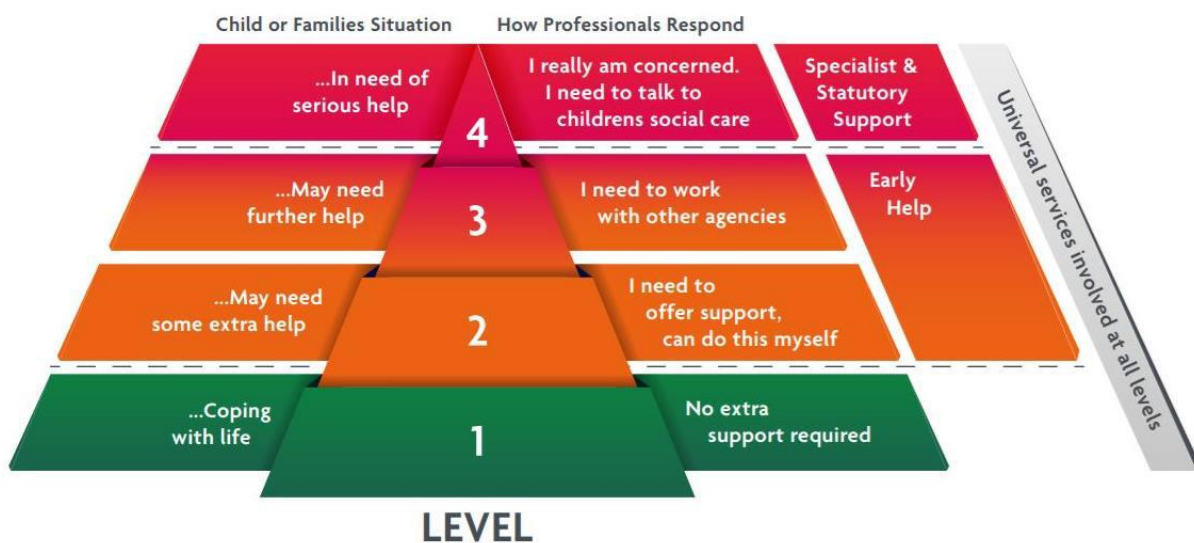 Child or Families Situation
How Professionals Respond
...In need of
serious help
4
I really am concerned.
I need to talk to
childrens social care
Specialist &
Statutory
Support
...May need
further help
3
I need to work
with other agencies
Early
Help
...May need
some extra help
2
I need to
offer support,
can do this myself
...Coping
with life
1
No extra
support required
Universal services involved at all levels
LEVEL